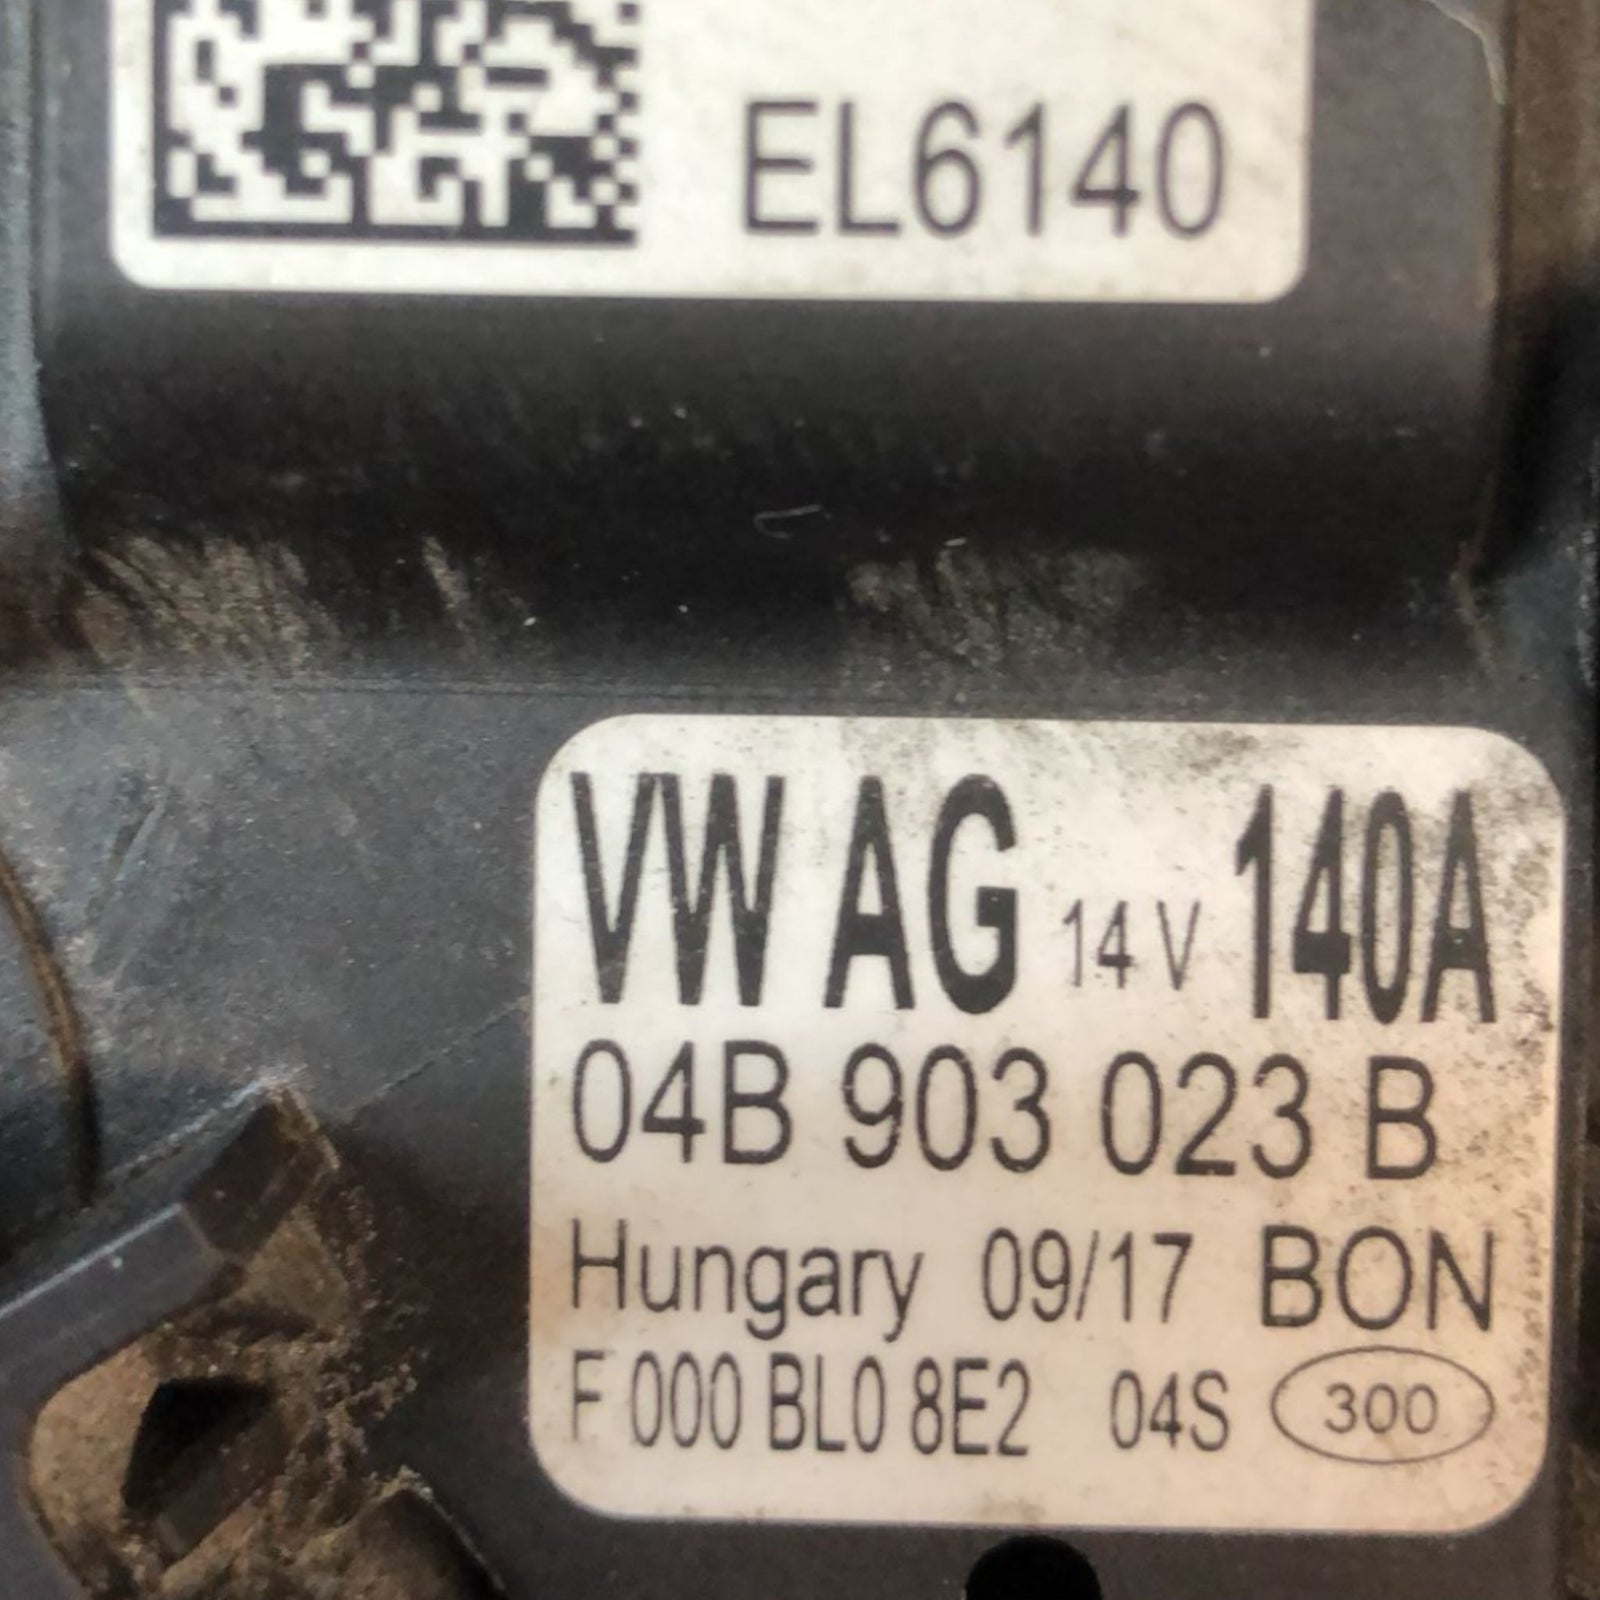 EL6140
VW AG 14 V 140A
04B 903 023 B
Hungary 09/17 BON
F 000 BL0 8E2 04S 300